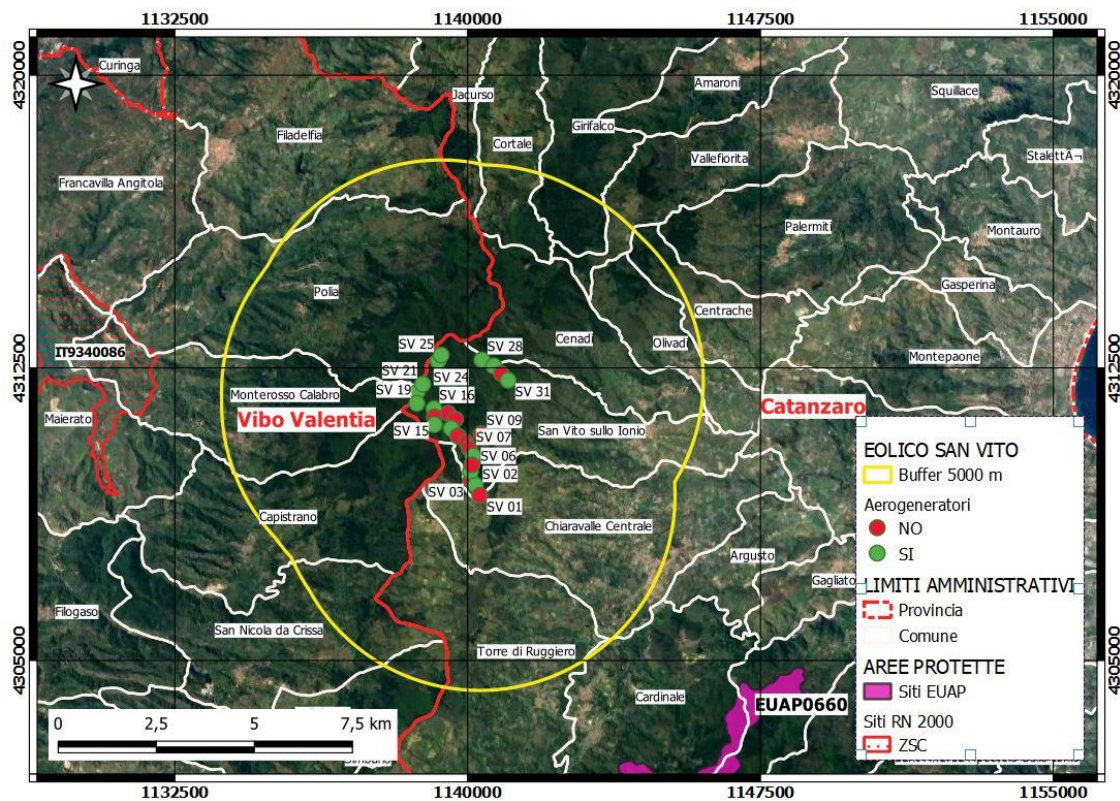 1132500
1140000
1147500
1155000
4320000
4320000
Curinga
Jacurso
Amaroni
Squillace
Filadelfia
Girifalco
Cortale
Vallefiorita
StalettÃ¬
Francavilla Angitola
Palermiti
Montauro
Polia
Gasperina
Centrache
Cenadi
Olivadi
SV 25
SV 28
IT9340086
Montepaone
4312500
4312500
SV 21
SV 24
SV 31
Monterosso Calabro
SV 19
SV 16
Maierato
Vibo Valentia
Catanzaro
SV 15
SV 09
SV 07
San Vito sullo Ionio
SV 06
SV 02
SV 03
SV 01
Capistrano
Chiaravalle Centrale
Argusto
Gagliato
Filogaso
San Nicola da Crissa
Torre di Ruggiero
4305000
4305000
Cardinale
EUAP0660
EOLICO SAN VITO
Buffer 5000 m
Aerogeneratori
NO
SI
LIMITI AMMINISTRATIVI
Provincia
Comune
AREE PROTETTE
Siti EUAP
Siti RN 2000
ZSC
0
2,5
5
7,5 km
1132500
1140000
1147500
1155000